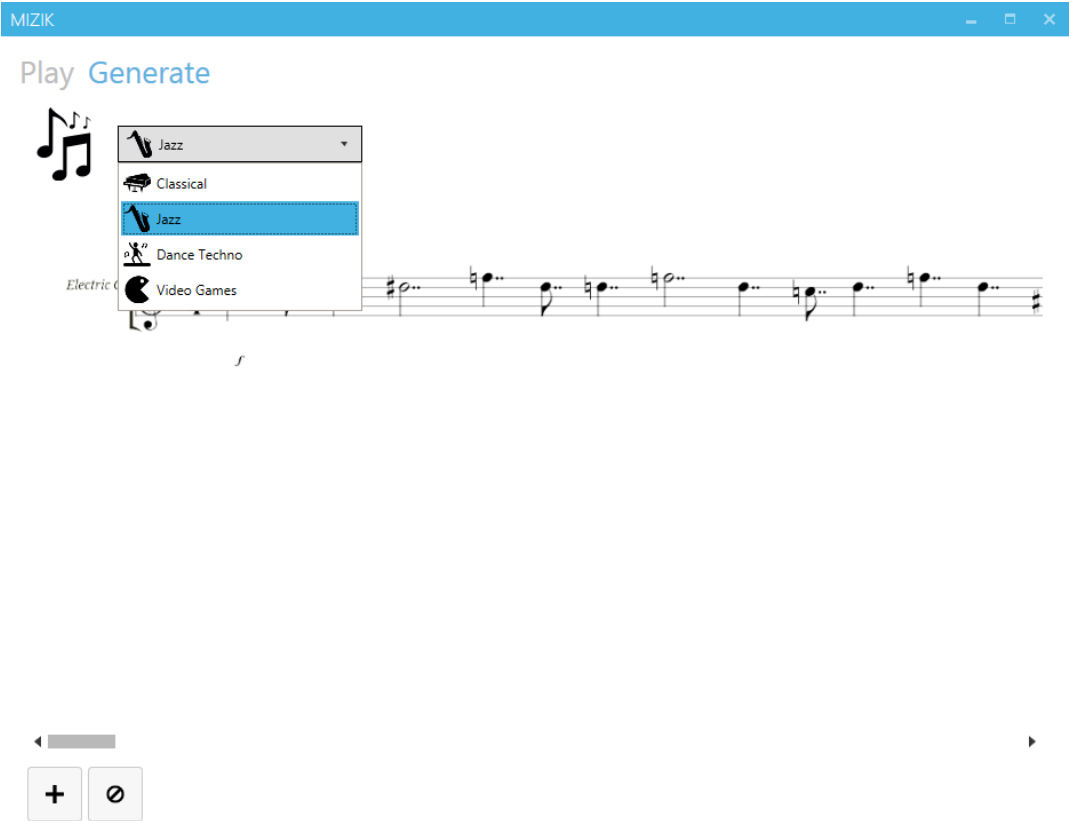 MIZIK
Play Generate
Jazz
Classical
Jazz
Dance Techno
Video Games
Electric
f